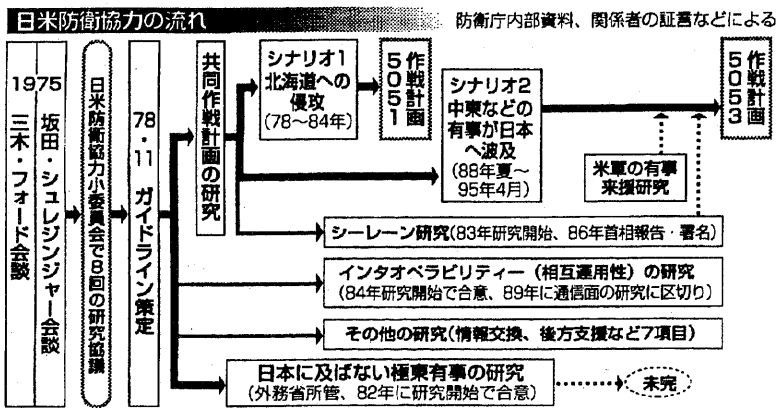 日米防衛協力の流れ
防衛庁内部資料、関係者の証言などによる
1975
三木・フォード会談
坂田・シュレジンジャー会談
日米防衛協力小委員会で8回の研究協議
78・11 ガイドライン策定
共同作戦計画の研究
シナリオ1
北海道への
侵攻
(78〜84年)
作戦計画
5051
シナリオ2
中東などの
有事が日本
へ波及
(88年夏〜
95年4月)
作戦計画
5053
米軍の有事
来援研究
シーレーン研究(83年研究開始、86年首相報告・署名)
インタオペラビリティー(相互運用性)の研究
(84年研究開始で合意、89年に通信面の研究に区切り)
その他の研究(情報交換、後方支援など7項目)
日本に及ばない極東有事の研究
(外務省所管、82年に研究開始で合意)
未完